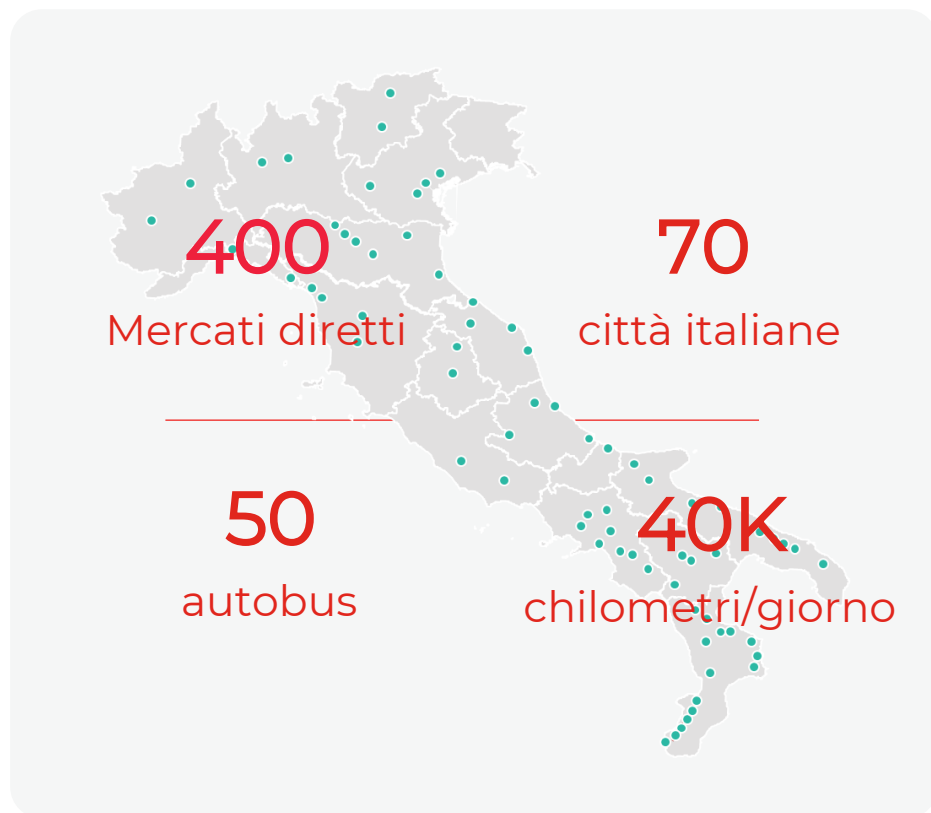 400
Mercati diretti
70
città italiane
50
autobus
40K
chilometri/giorno